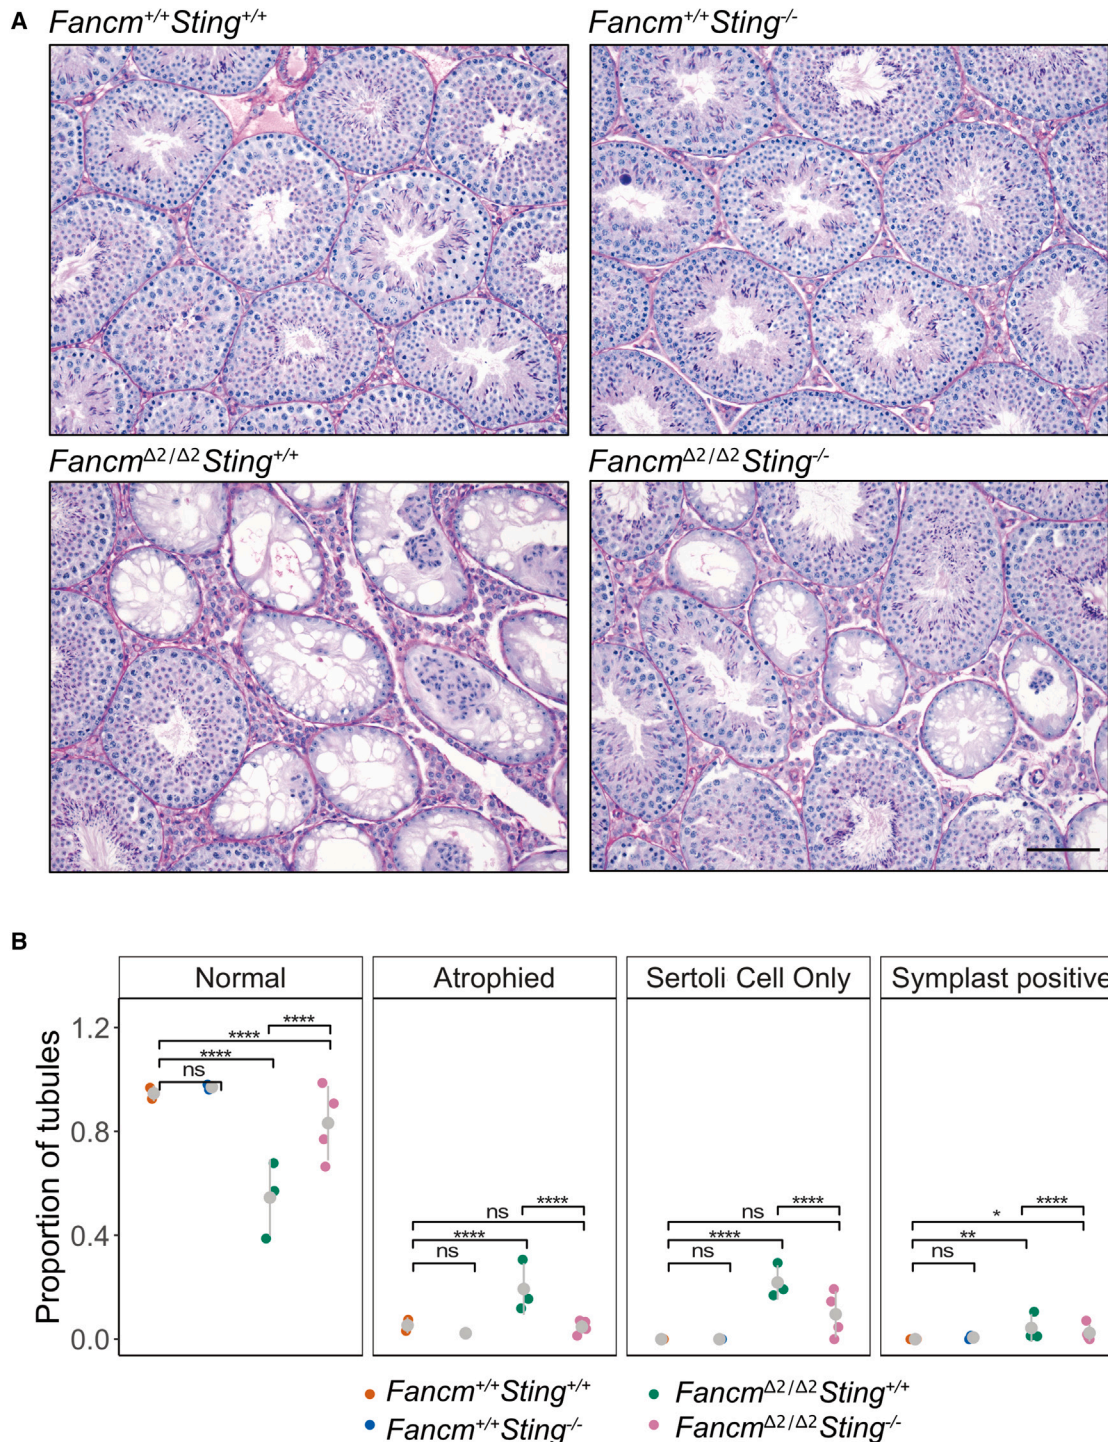 A
Fancm+/+Sting+/+
Fancm+/+Sting-/-
FancmΔ2/Δ2Sting+/+
FancmΔ2/Δ2Sting-/-
B
Normal
Atrophied
Sertoli Cell Only
Symplast positive
Proportion of tubules
1.2
0.8
0.4
0.0
****
****
****
ns
****
ns
****
ns
****
ns
****
ns
****
*
**
ns
Fancm+/+Sting+/+
FancmΔ2/Δ2Sting+/+
Fancm+/+Sting-/-
FancmΔ2/Δ2Sting-/-